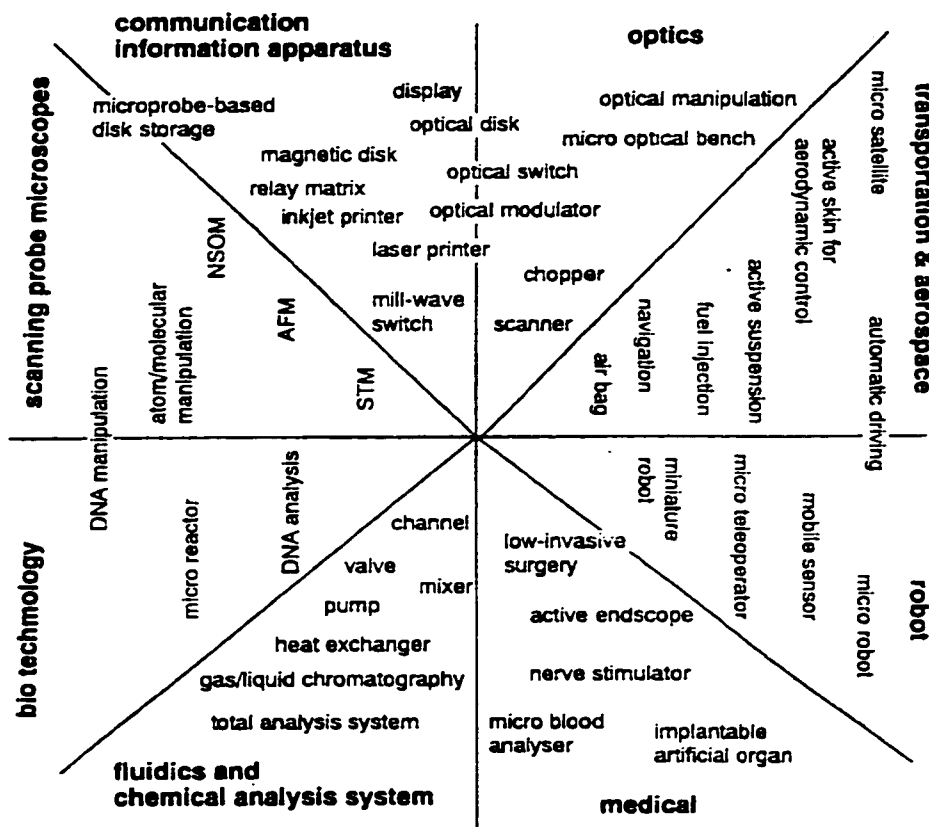 communication
information apparatus
optics
display
optical manipulation
microprobe-based
disk storage
optical disk
micro optical bench
magnetic disk
optical switch
relay matrix
inkjet printer
optical modulator
laser printer
chopper
mill-wave
switch
scanner
transportation & aerospace
micro satellite
active skin for
aerodynamic control
active suspension
fuel injection
navigation
air bag
automatic driving
scanning probe microscopes
NSOM
AFM
STM
atom/molecular
manipulation
DNA manipulation
bio technology
micro reactor
DNA analysis
channel
valve
mixer
pump
heat exchanger
gas/liquid chromatography
total analysis system
fluidics and
chemical analysis system
low-invasive
surgery
active endscope
nerve stimulator
micro blood
analyser
implantable
artificial organ
medical
miniature
robot
micro teleoperator
mobile sensor
micro robot
robot